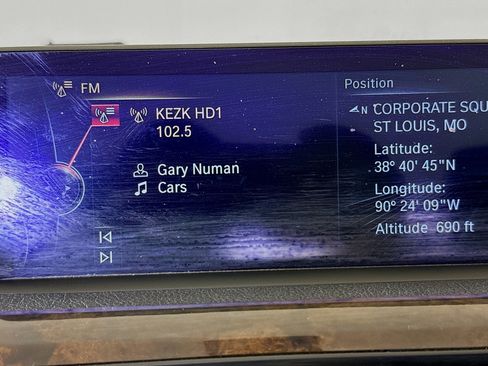 FM
KEZK HD1
102.5
Gary Numan
Cars
Position
N CORPORATE SQU
ST LOUIS, MO
Latitude:
38° 40' 45"N
Longitude:
90° 24' 09"W
Altitude 690 ft